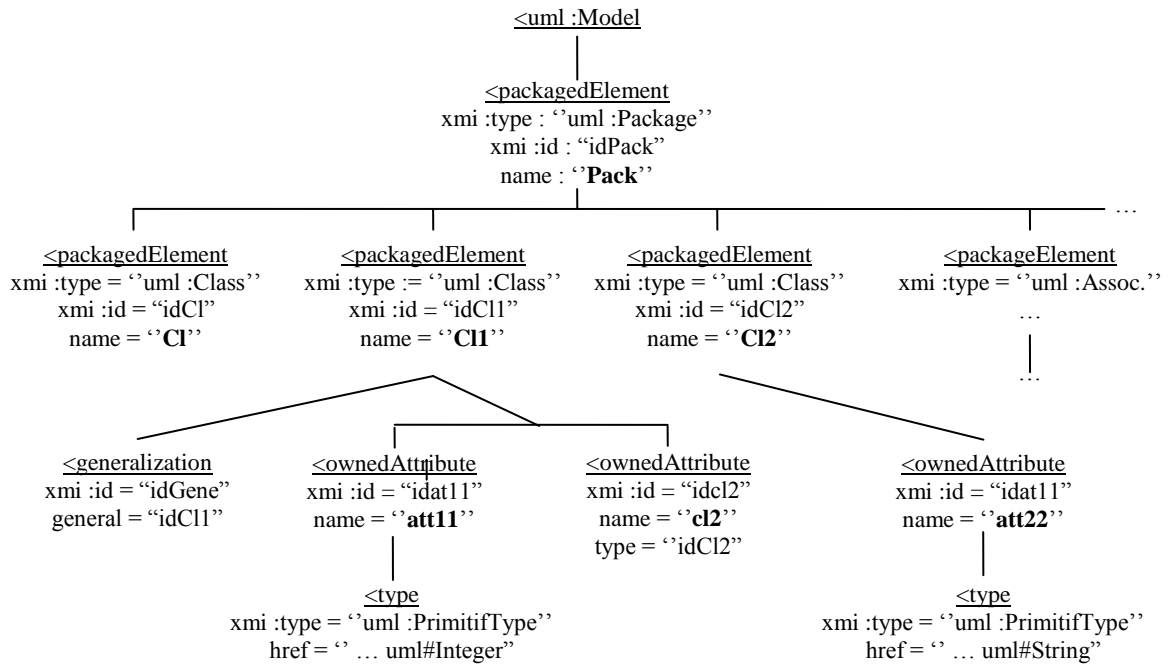 <uml :Model
<packagedElement
xmi :type : ‘’uml :Package’’
xmi :id : “idPack”
name : ‘’Pack’’
…
<packagedElement
xmi :type = ‘’uml :Class’’
xmi :id = “idCl”
name = ‘’Cl’’
<packagedElement
xmi :type := ‘’uml :Class’’
xmi :id = “idCl1”
name = ‘’Cl1’’
<packagedElement
xmi :type = ‘’uml :Class’’
xmi :id = “idCl2”
name = ‘’Cl2’’
<packageElement
xmi :type = ‘’uml :Assoc.’’
…
…
<generalization
xmi :id = “idGene”
general = “idCl1”
<ownedAttribute
xmi :id = “idat11”
name = ‘’att11’’
<ownedAttribute
xmi :id = “idcl2”
name = ‘’cl2’’
type = ‘’idCl2”
<ownedAttribute
xmi :id = “idat11”
name = ‘’att22’’
<type
xmi :type = ‘’uml :PrimitifType’’
href = ‘’ … uml#Integer”
<type
xmi :type = ‘’uml :PrimitifType’’
href = ‘’ … uml#String”